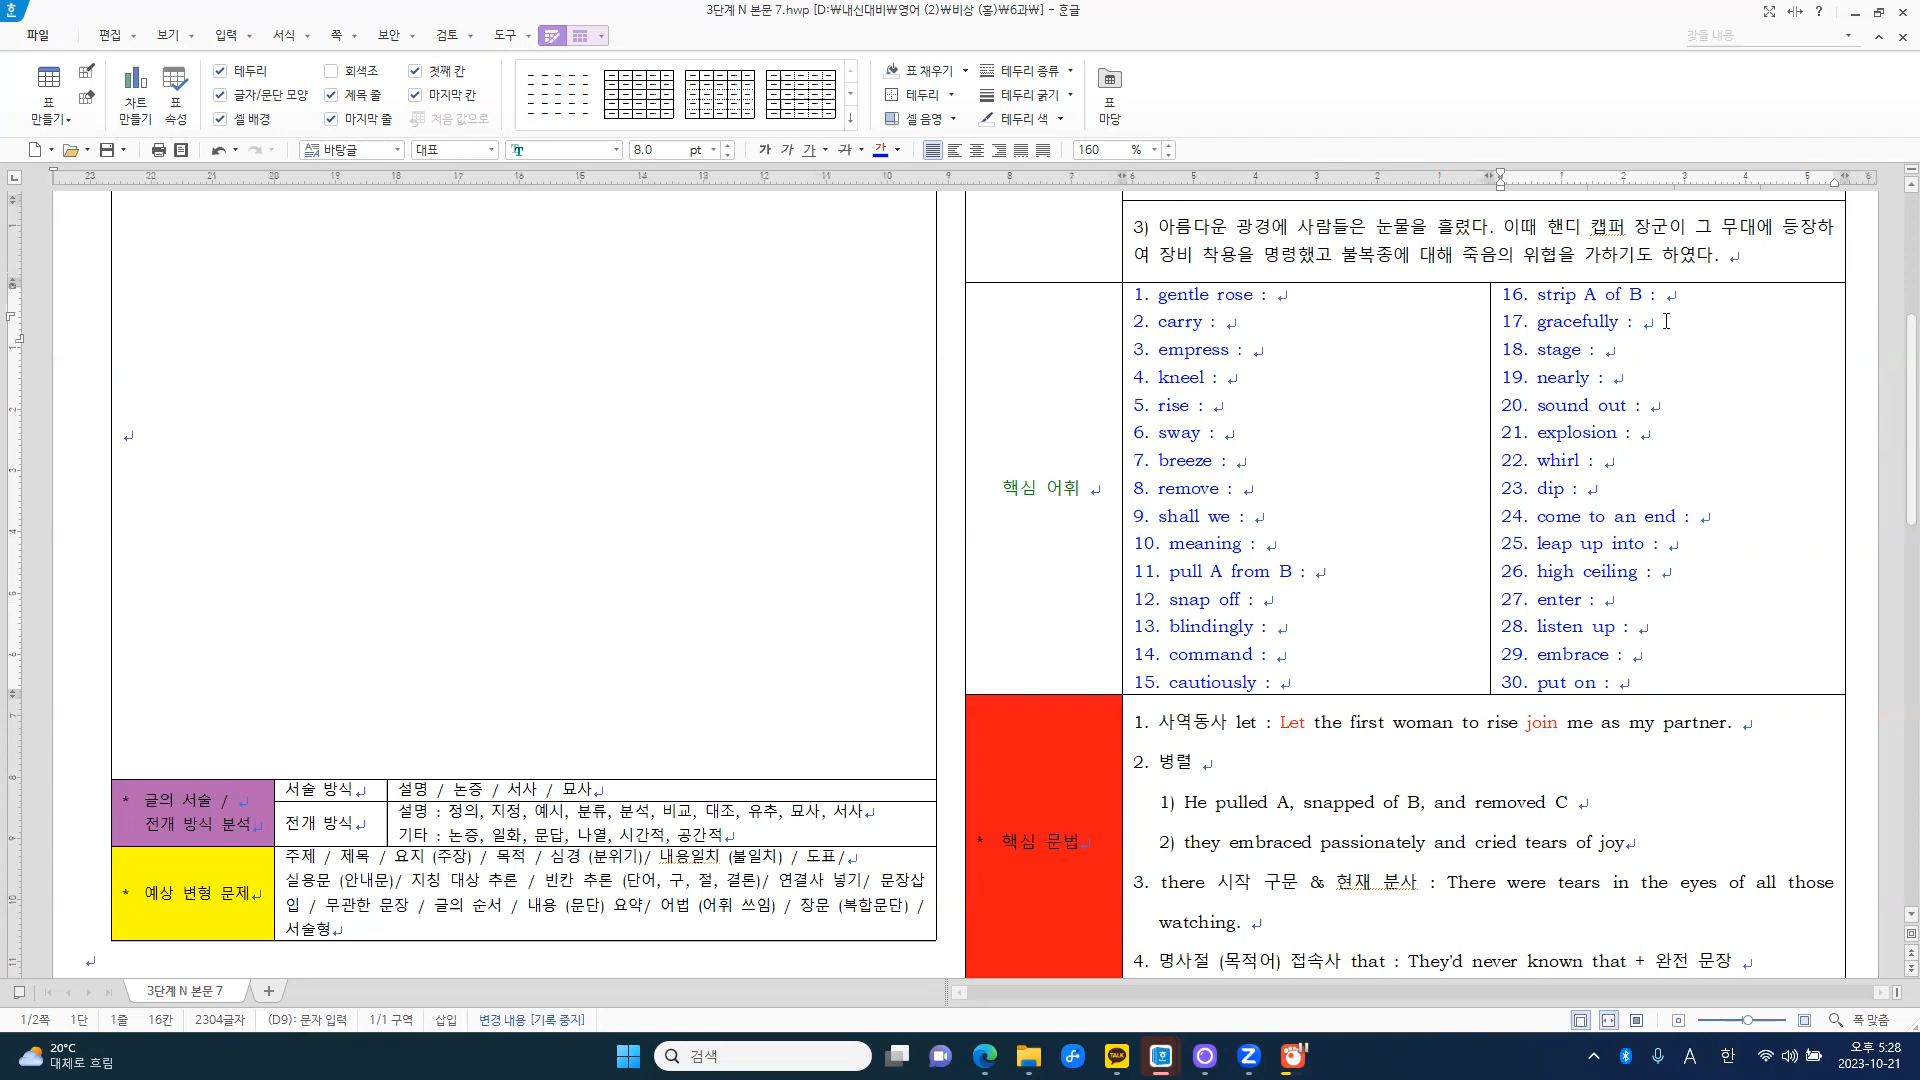 3단계 N 본문 7.hwp [D:₩내신대비₩영어 (2)₩비상 (홍)₩6과₩] - 한글
파일 편집 보기 입력 서식 쪽 보안 검토 도구 찾을 내용
표 만들기 차트 만들기 표 속성
테두리 회색조 첫째 칸
글자/문단 모양 제목 줄 마지막 칸
셀 배경 마지막 줄 처음 값으로
표 채우기 테두리 종류
테두리 테두리 굵기
셀 음영 테두리 색
표 마당
바탕글 대표 8.0 pt 160 %
3) 아름다운 광경에 사람들은 눈물을 흘렸다. 이때 핸디 캡퍼 장군이 그 무대에 등장하
여 장비 착용을 명령했고 불복종에 대해 죽음의 위협을 가하기도 하였다.
핵심 어휘
1. gentle rose :
2. carry :
3. empress :
4. kneel :
5. rise :
6. sway :
7. breeze :
8. remove :
9. shall we :
10. meaning :
11. pull A from B :
12. snap off :
13. blindingly :
14. command :
15. cautiously :
16. strip A of B :
17. gracefully :
18. stage :
19. nearly :
20. sound out :
21. explosion :
22. whirl :
23. dip :
24. come to an end :
25. leap up into :
26. high ceiling :
27. enter :
28. listen up :
29. embrace :
30. put on :
* 핵심 문법
1. 사역동사 let : Let the first woman to rise join me as my partner.
2. 병렬
1) He pulled A, snapped of B, and removed C
2) they embraced passionately and cried tears of joy
3. there 시작 구문 & 현재 분사 : There were tears in the eyes of all those
watching.
4. 명사절 (목적어) 접속사 that : They'd never known that + 완전 문장
* 글의 서술 /
전개 방식 분석
서술 방식 설명 / 논증 / 서사 / 묘사
전개 방식 설명 : 정의, 지정, 예시, 분류, 분석, 비교, 대조, 유추, 묘사, 서사
기타 : 논증, 일화, 문답, 나열, 시간적, 공간적
* 예상 변형 문제
주제 / 제목 / 요지 (주장) / 목적 / 심경 (분위기)/ 내용일치 (불일치) / 도표/
실용문 (안내문)/ 지칭 대상 추론 / 빈칸 추론 (단어, 구, 절, 결론)/ 연결사 넣기/ 문장삽
입 / 무관한 문장 / 글의 순서 / 내용 (문단) 요약/ 어법 (어휘 쓰임) / 장문 (복합문단) /
서술형
3단계 N 본문 7
1/2쪽 1단 1줄 16칸 2304글자 (D9): 문자 입력 1/1 구역 삽입 변경 내용 [기록 중지] 폭 맞춤
20°C
대체로 흐림
검색
TALK
A 한
오후 5:28
2023-10-21